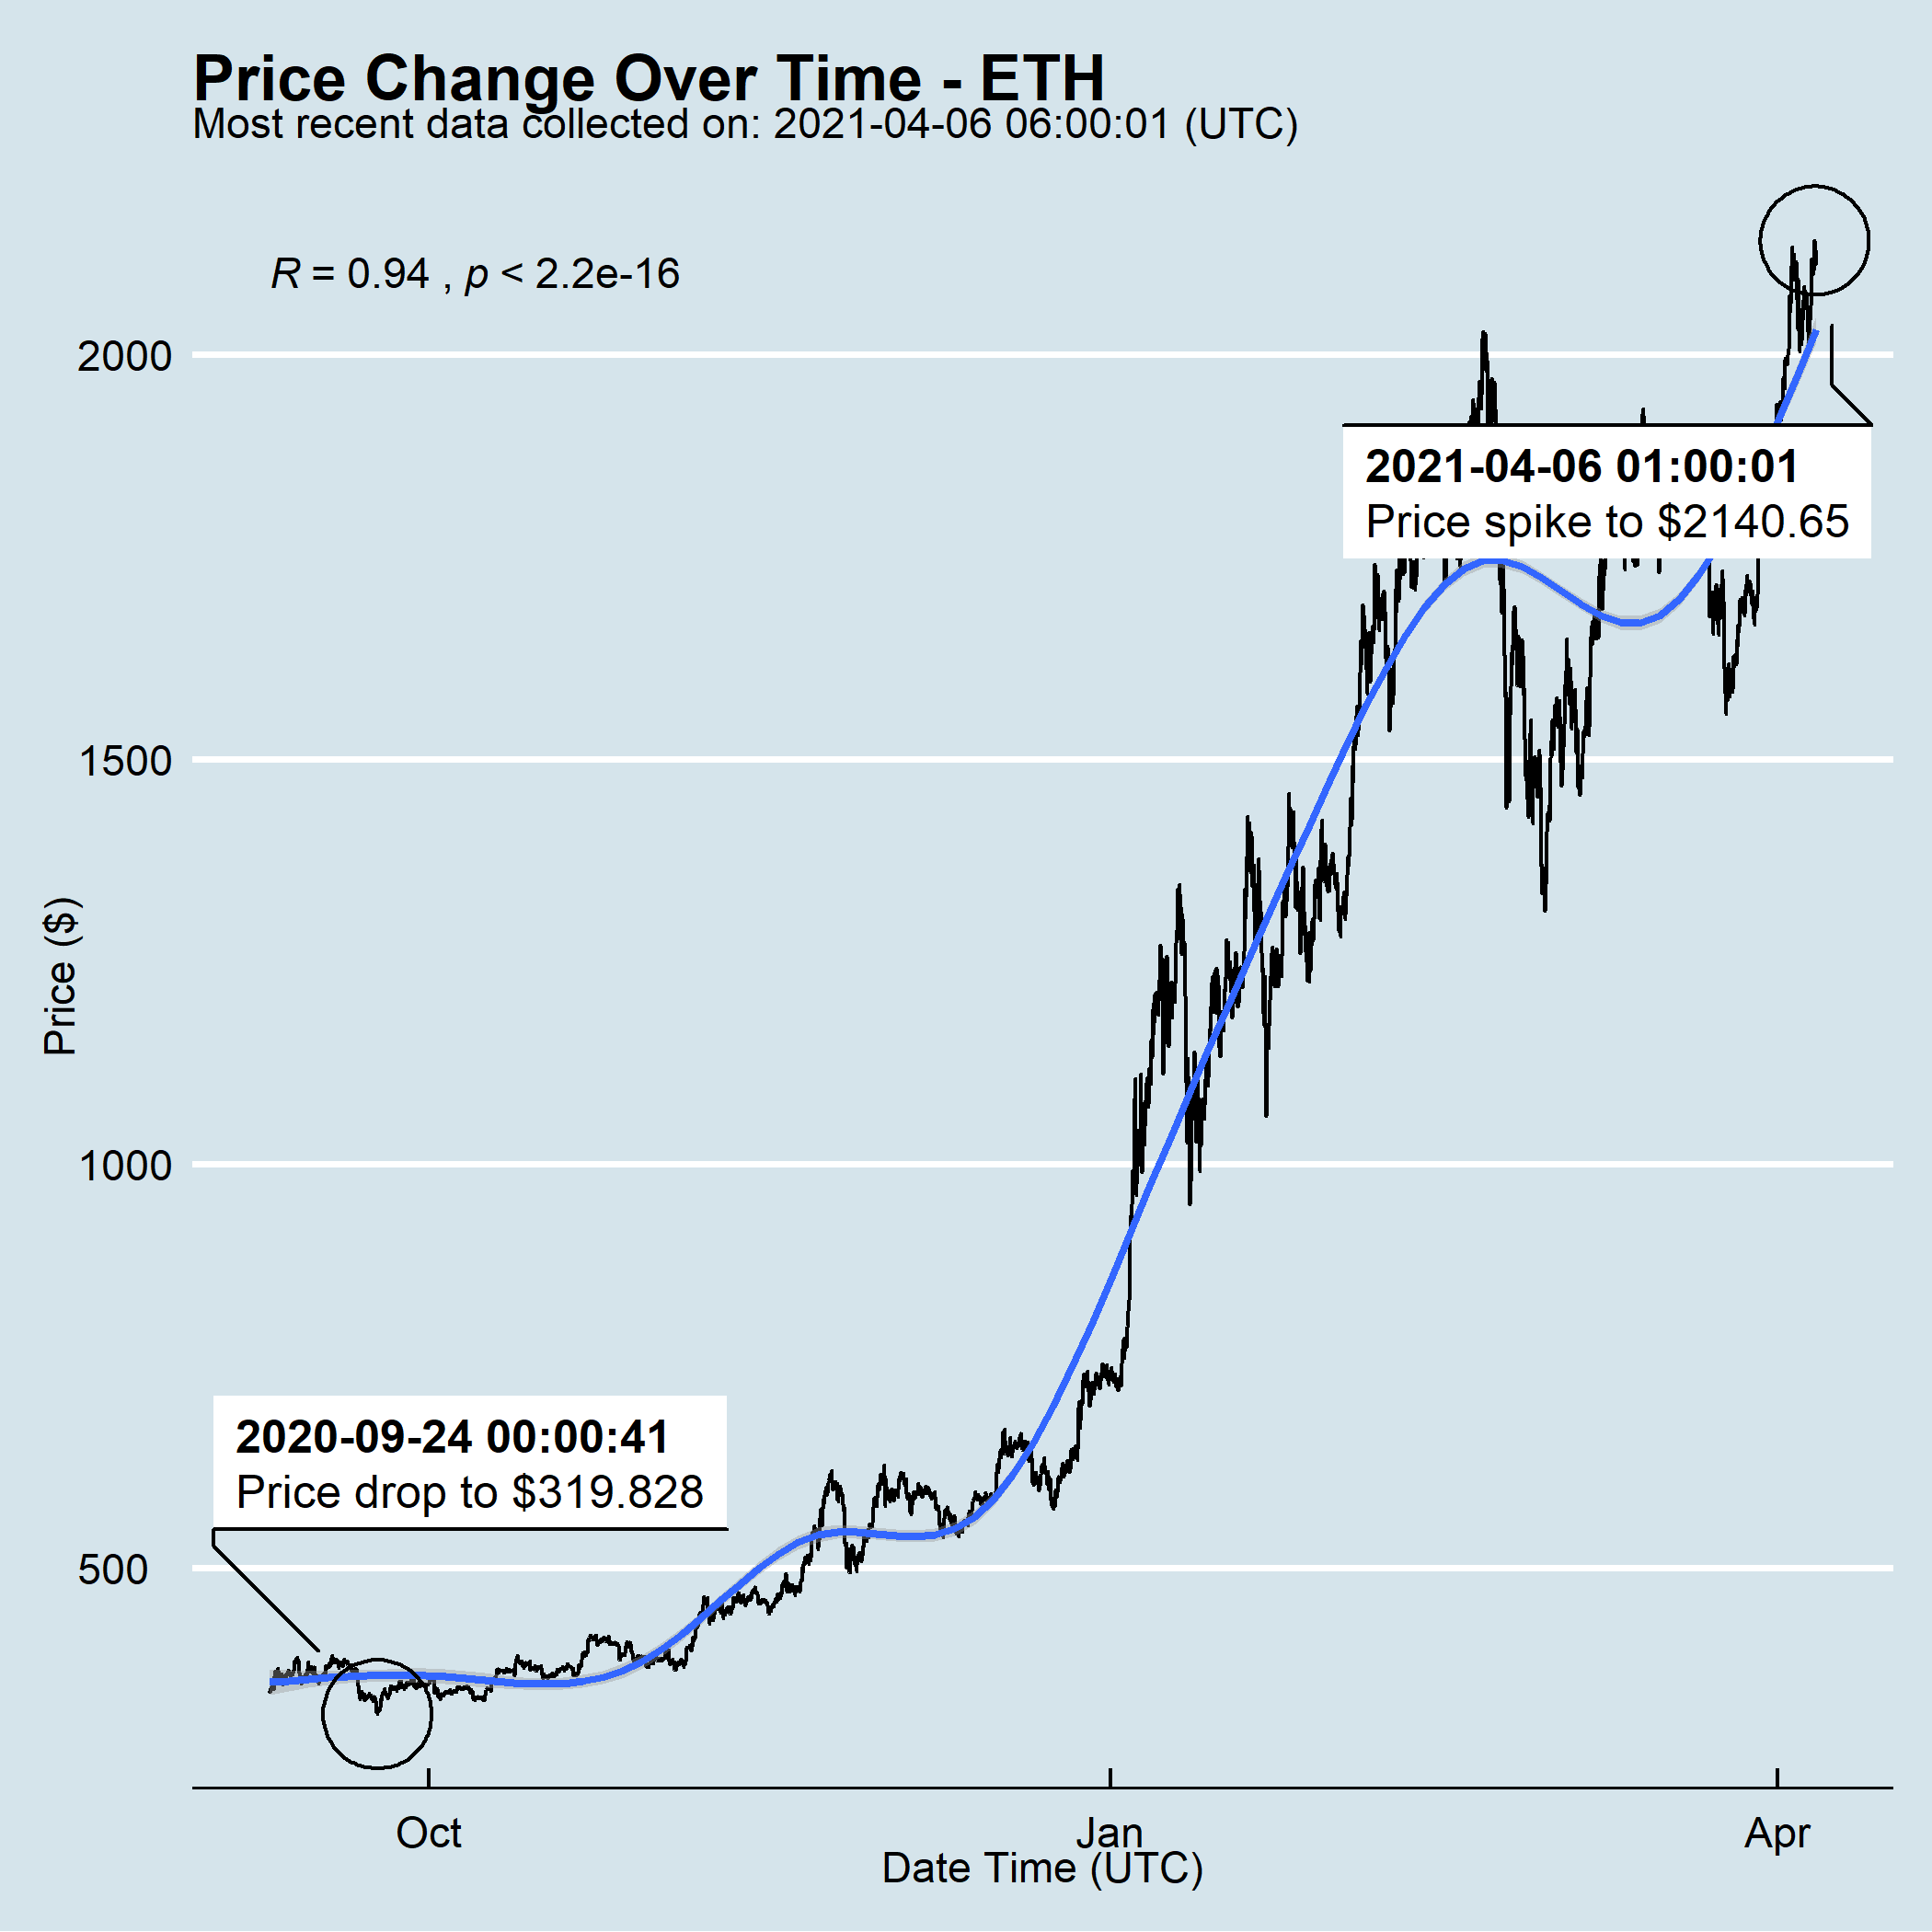 Price Change Over Time - ETH
Most recent data collected on: 2021-04-06 06:00:01 (UTC)
R = 0.94 , p < 2.2e-16
2000
2021-04-06 01:00:01
Price spike to $2140.65
1500
Price ($)
1000
2020-09-24 00:00:41
Price drop to $319.828
500
Oct
Jan
Apr
Date Time (UTC)